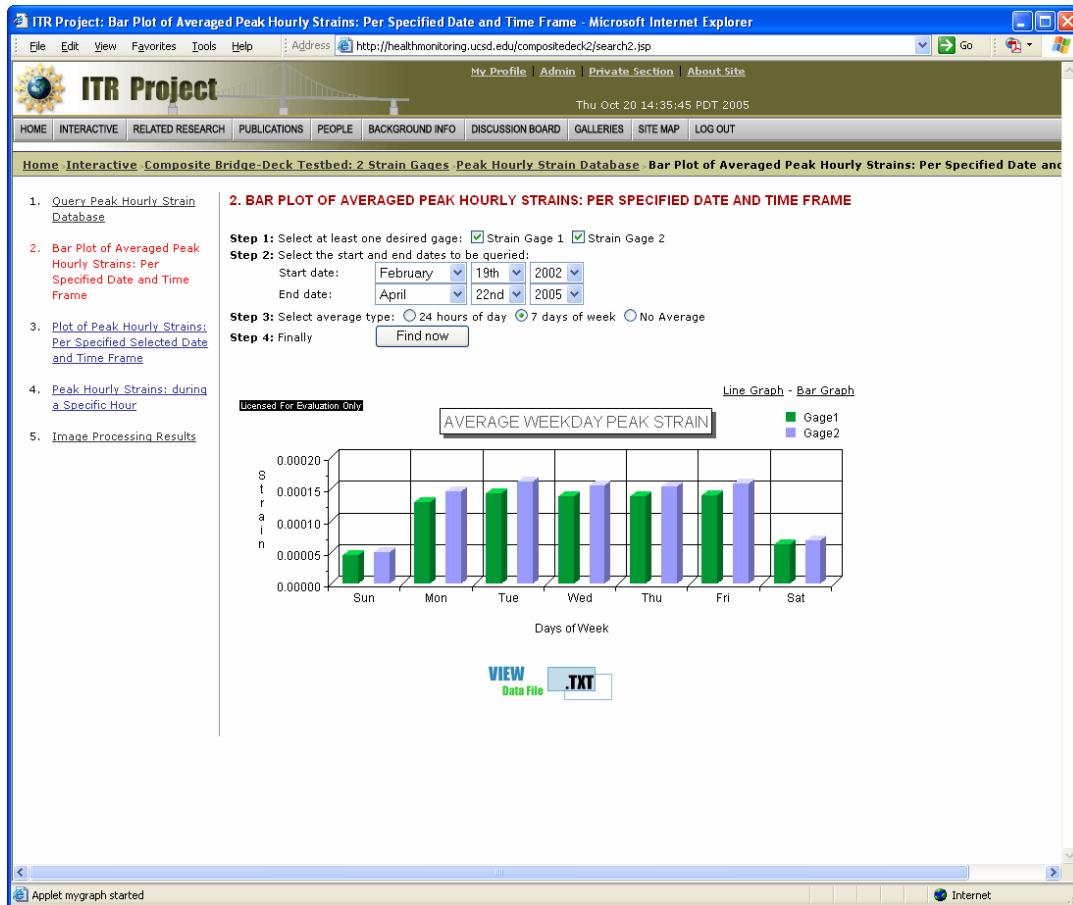 ITR Project: Bar Plot of Averaged Peak Hourly Strains: Per Specified Date and Time Frame - Microsoft Internet Explorer
File Edit View Favorites Tools Help Address http://healthmonitoring.ucsd.edu/compositedeck2/search2.jsp Go
My Profile | Admin | Private Section | About Site
ITR Project
Thu Oct 20 14:35:45 PDT 2005
HOME INTERACTIVE RELATED RESEARCH PUBLICATIONS PEOPLE BACKGROUND INFO DISCUSSION BOARD GALLERIES SITE MAP LOG OUT
Home Interactive Composite Bridge-Deck Testbed: 2 Strain Gages Peak Hourly Strain Database Bar Plot of Averaged Peak Hourly Strains: Per Specified Date and
1. Query Peak Hourly Strain
Database
2. Bar Plot of Averaged Peak
Hourly Strains: Per
Specified Date and Time
Frame
3. Plot of Peak Hourly Strains:
Per Specified Selected Date
and Time Frame
4. Peak Hourly Strains: during
a Specific Hour
5. Image Processing Results
2. BAR PLOT OF AVERAGED PEAK HOURLY STRAINS: PER SPECIFIED DATE AND TIME FRAME
Step 1: Select at least one desired gage: Strain Gage 1 Strain Gage 2
Step 2: Select the start and end dates to be queried:
Start date: February 19th 2002
End date: April 22nd 2005
Step 3: Select average type: 24 hours of day 7 days of week No Average
Step 4: Finally Find now
Line Graph - Bar Graph
Licensed For Evaluation Only
AVERAGE WEEKDAY PEAK STRAIN
Gage1
Gage2
Strain
0.00020
0.00015
0.00010
0.00005
0.00000
Sun Mon Tue Wed Thu Fri Sat
Days of Week
VIEW
Data File
.TXT
Applet mygraph started Internet